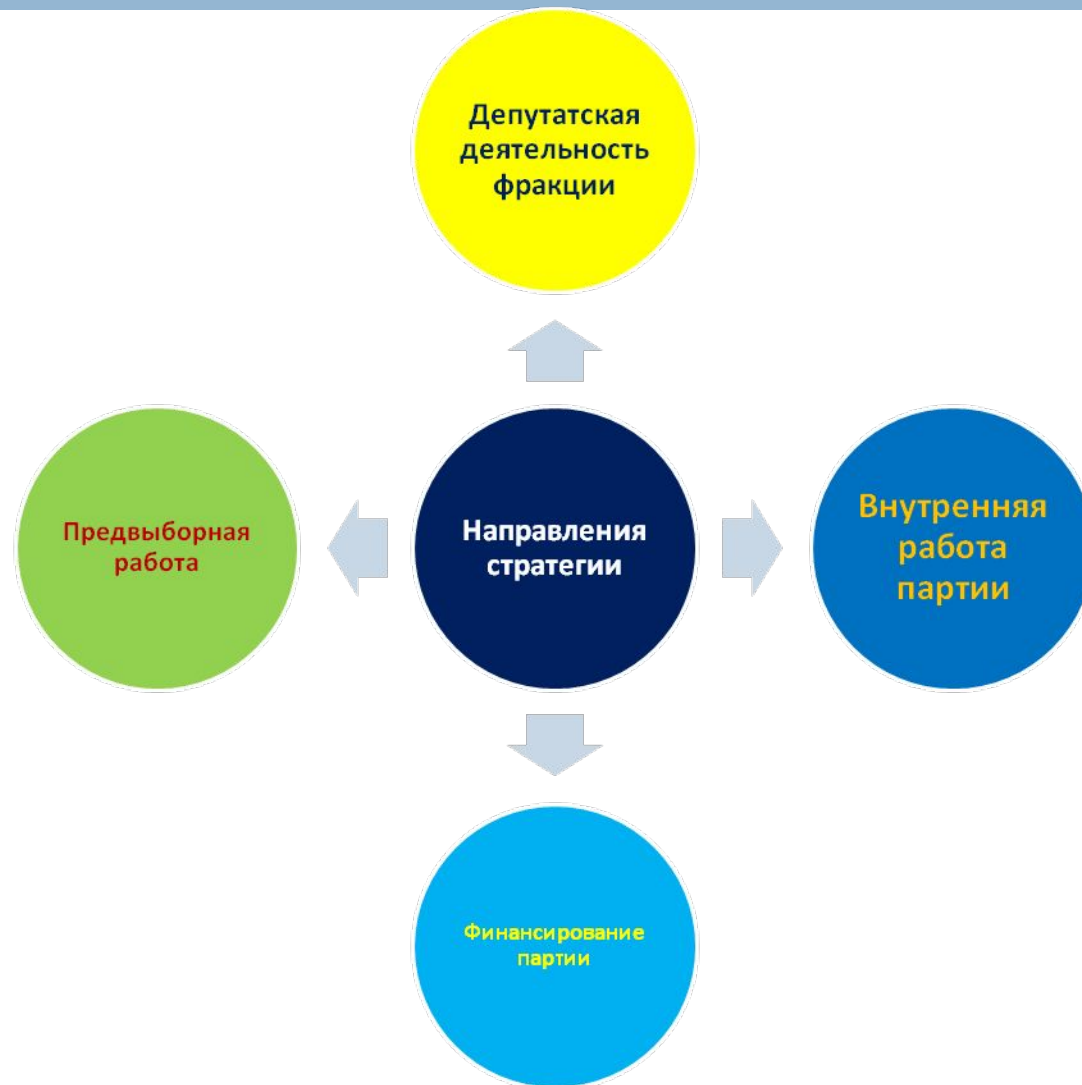 Депутатская
деятельность
фракции
Предвыборная
работа
Направления
стратегии
Внутренняя
работа
партии
Финансирование
партии